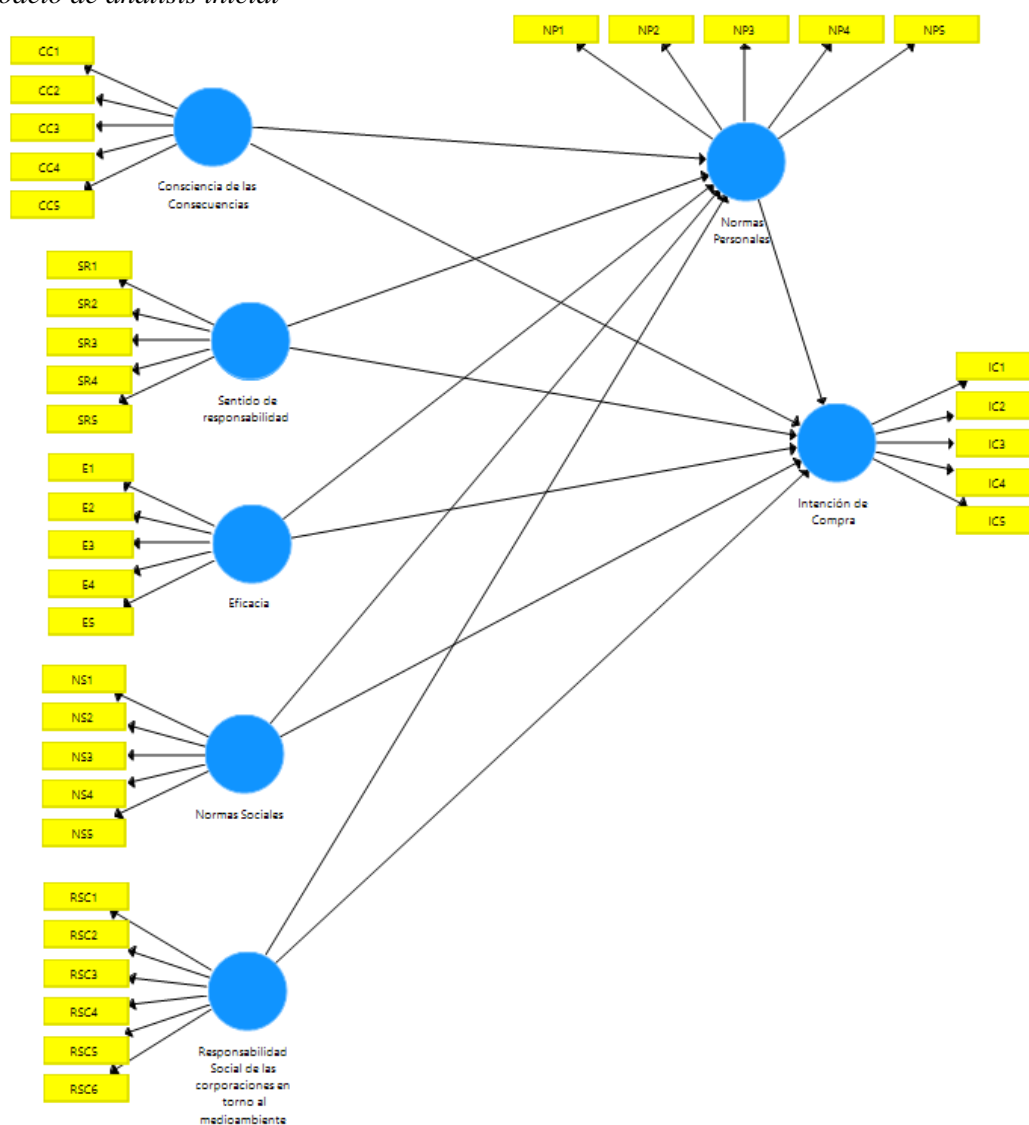 de análisis inicial
NP1
NP2
NP3
NP4
NP5
CC1
CC2
CC3
CC4
CC5
Consciencia de las
Consecuencias
Normas
Personales
SR1
SR2
SR3
SR4
SR5
Sentido de
responsabilidad
IC1
IC2
IC3
IC4
IC5
Intención de
Compra
E1
E2
E3
E4
E5
Eficacia
NS1
NS2
NS3
NS4
NS5
Normas Sociales
RSC1
RSC2
RSC3
RSC4
RSC5
RSC6
Responsabilidad
Social de las
corporaciones en
torno al
medioambiente